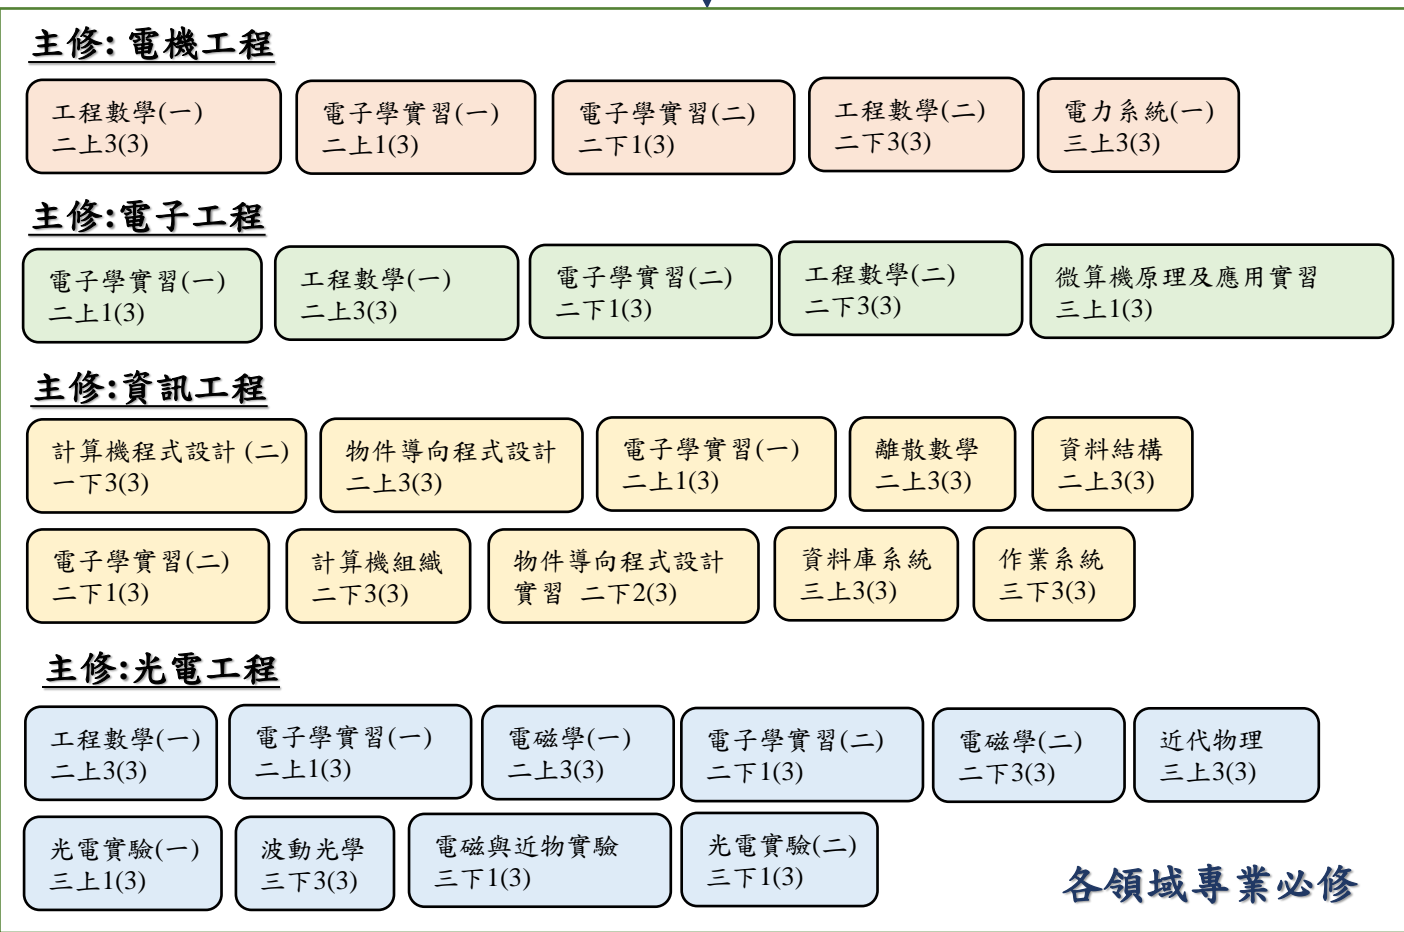 主修: 電機工程
工程數學(一)
二上3(3)
電子學實習(一)
二上1(3)
電子學實習(二)
二下1(3)
工程數學(二)
二下3(3)
電力系統(一)
三上3(3)
主修:電子工程
電子學實習(一)
二上1(3)
工程數學(一)
二上3(3)
電子學實習(二)
二下1(3)
工程數學(二)
二下3(3)
微算機原理及應用實習
三上1(3)
主修:資訊工程
計算機程式設計 (二)
一下3(3)
物件導向程式設計
二上3(3)
電子學實習(一)
二上1(3)
離散數學
二上3(3)
資料結構
二上3(3)
電子學實習(二)
二下1(3)
計算機組織
二下3(3)
物件導向程式設計
實習 二下2(3)
資料庫系統
三上3(3)
作業系統
三下3(3)
主修:光電工程
工程數學(一)
二上3(3)
電子學實習(一)
二上1(3)
電磁學(一)
二上3(3)
電子學實習(二)
二下1(3)
電磁學(二)
二下3(3)
近代物理
三上3(3)
光電實驗(一)
三上1(3)
波動光學
三下3(3)
電磁與近物實驗
三下1(3)
光電實驗(二)
三下1(3)
各領域專業必修